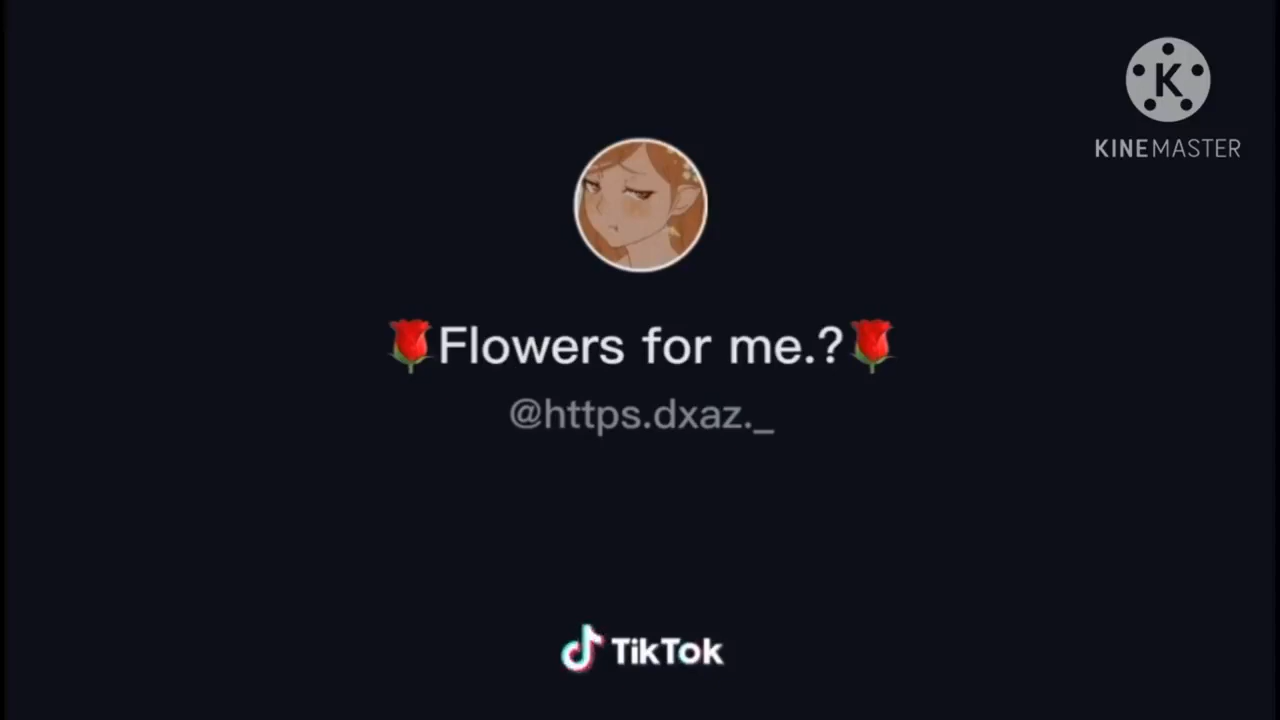 K
KINEMASTER
🌹Flowers for me.?🌹
@https.dxaz._
TikTok